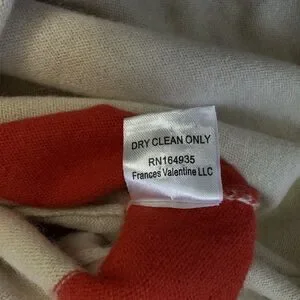 DRY CLEAN ONLY
RN164935
Frances Valentine LLC